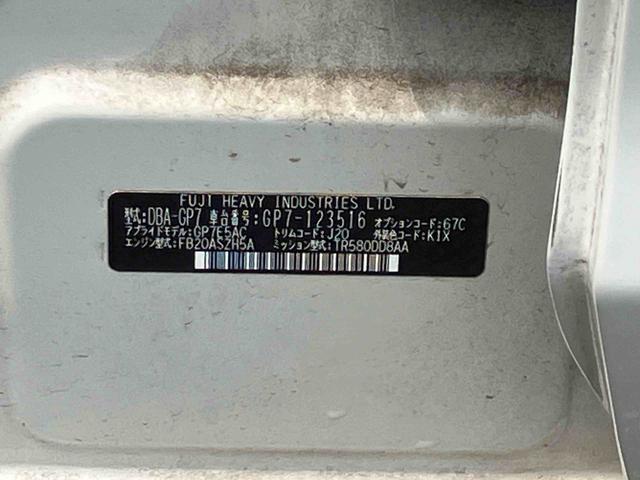 FUJI HEAVY INDUSTRIES LTD.
型式:DBA-GP7 車台番号:GP7-123516 オプションコード:67C
アプライドモデル:GP7E5AC トリムコード:J20 外装色コード:K1X
エンジン型式:FB20ASZH5A ミッション型式:TR580DD8AA